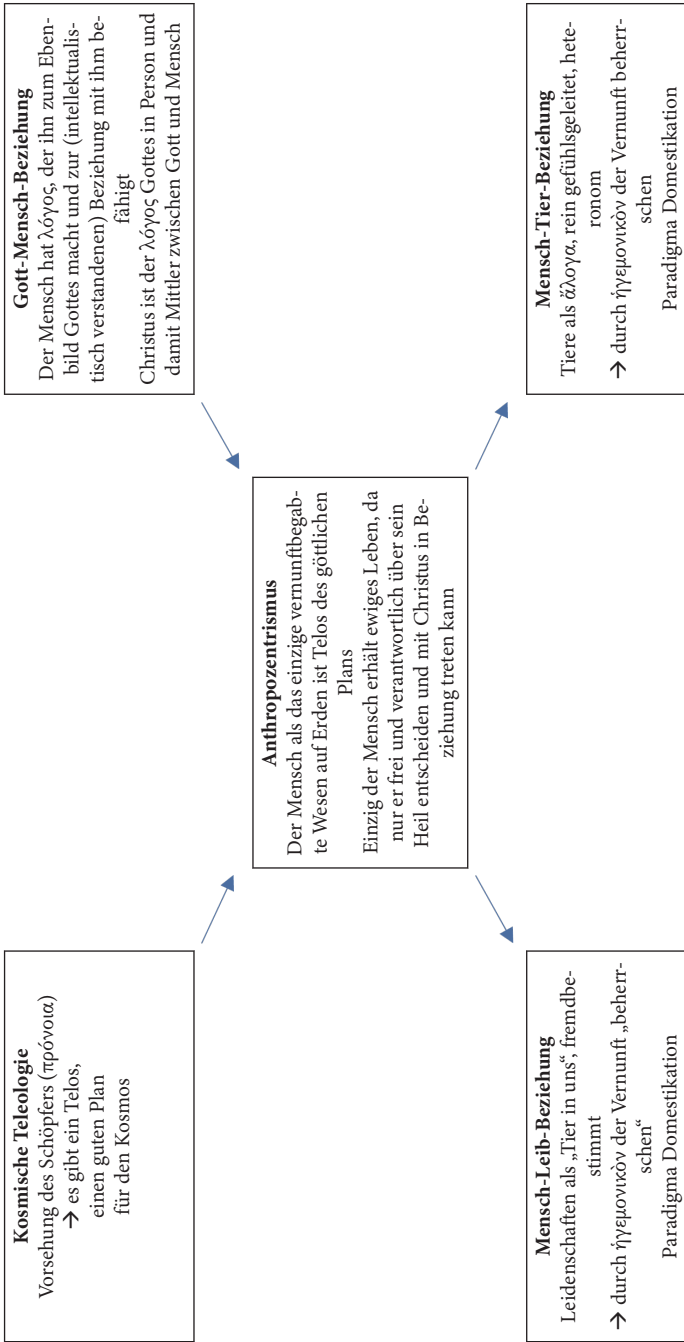 Kosmische Teleologie
Vorsehung des Schöpfers (πρόνοια)
→ es gibt ein Telos,
einen guten Plan
für den Kosmos
Gott-Mensch-Beziehung
Der Mensch hat λόγος, der ihn zum Eben-
bild Gottes macht und zur (intellektualis-
tisch verstandenen) Beziehung mit ihm be-
fähigt
Christus ist der λόγος Gottes in Person und
damit Mittler zwischen Gott und Mensch
Anthropozentrismus
Der Mensch als das einzige vernunftbegab-
te Wesen auf Erden ist Telos des göttlichen
Plans
Einzig der Mensch erhält ewiges Leben, da
nur er frei und verantwortlich über sein
Heil entscheiden und mit Christus in Be-
ziehung treten kann
Mensch-Leib-Beziehung
Leidenschaften als „Tier in uns“, fremdbe-
stimmt
→ durch ἡγεμονικὸν der Vernunft „beherr-
schen“
Paradigma Domestikation
Mensch-Tier-Beziehung
Tiere als ἄλογα, rein gefühlsgeleitet, hete-
ronom
→ durch ἡγεμονικὸν der Vernunft beherr-
schen
Paradigma Domestikation